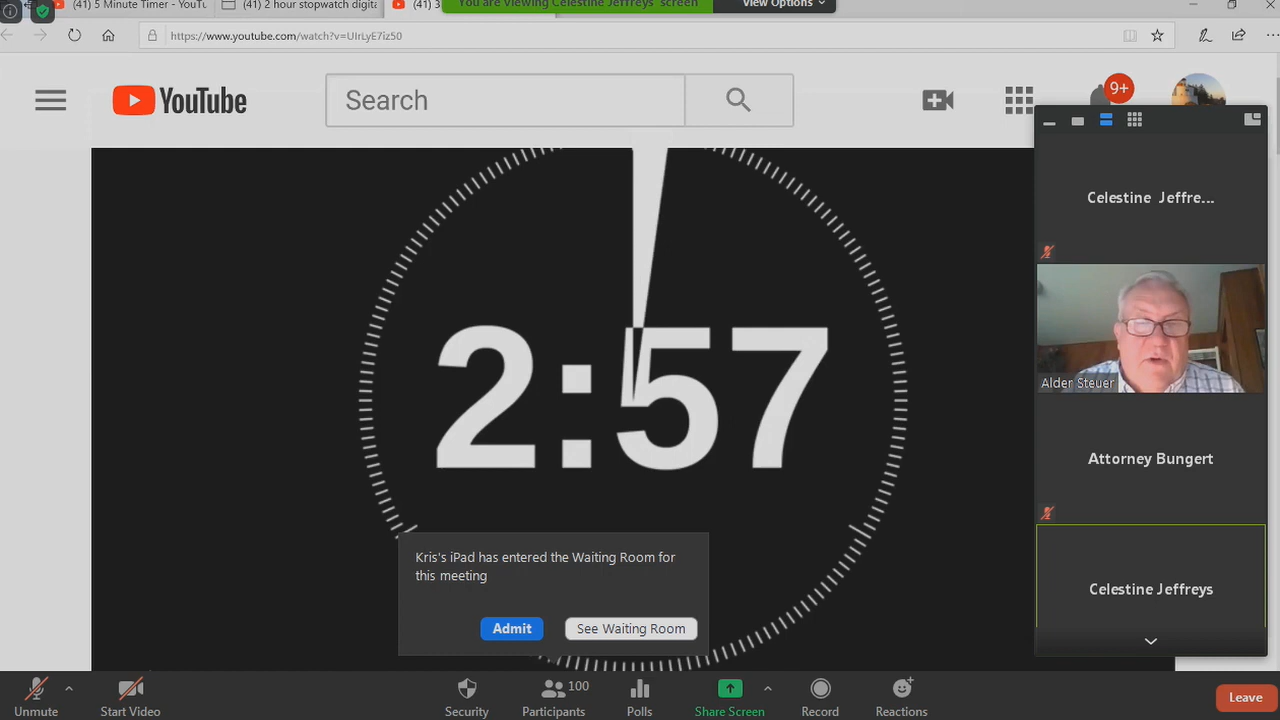 (41) 5 Minute Timer - YouTu
(41) 2 hour stopwatch digita
(41) 3
You are viewing Celestine Jeffreys' screen
View Options
https://www.youtube.com/watch?v=UIrLyE7iz50
YouTube
Search
9+
2:57
Celestine Jeffre...
Alder Steuer
Attorney Bungert
Celestine Jeffreys
Kris's iPad has entered the Waiting Room for
this meeting
Admit
See Waiting Room
Unmute
Start Video
Security
Participants
100
Polls
Share Screen
Record
Reactions
Leave